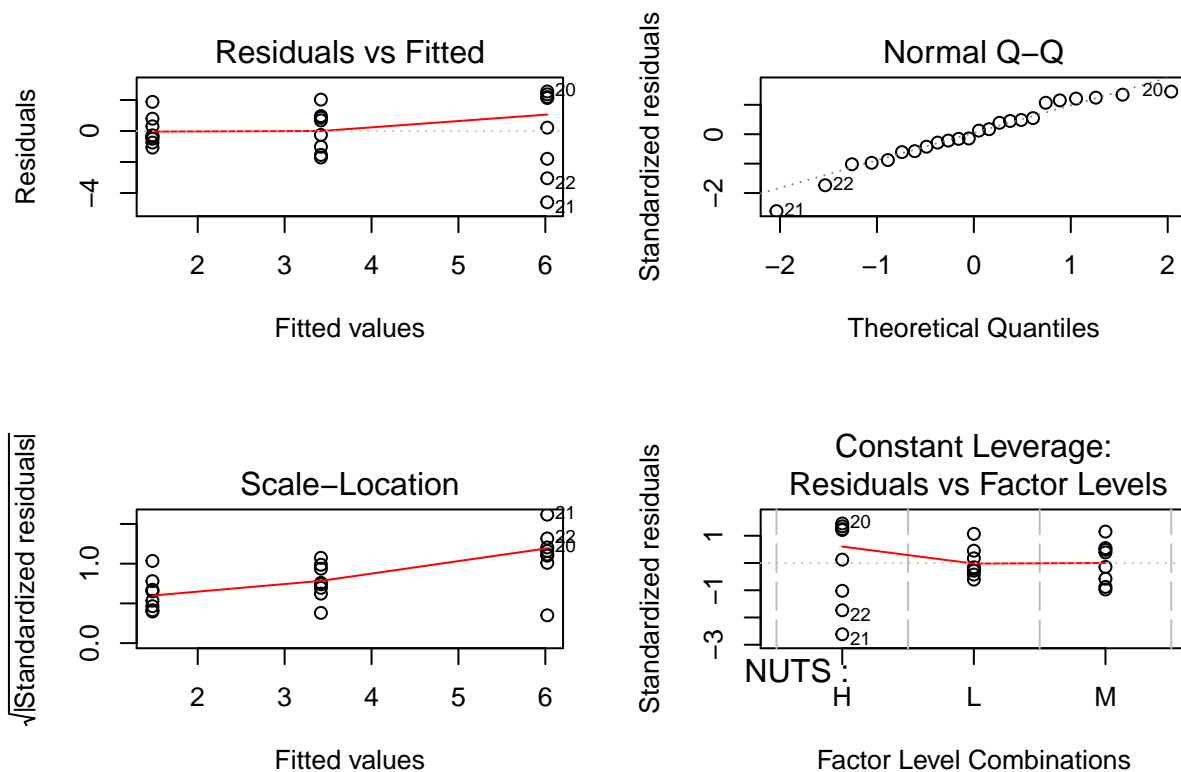 Residuals vs Fitted
Residuals
0
−4
20
22
21
2 3 4 5 6
Fitted values
Normal Q−Q
Standardized residuals
0
−2
20
22
21
−2 −1 0 1 2
Theoretical Quantiles
Scale−Location
√|Standardized residuals|
1.0
0.0
21
22
20
2 3 4 5 6
Fitted values
Constant Leverage:
Residuals vs Factor Levels
Standardized residuals
1
−1
−3
20
22
21
NUTS :
H L M
Factor Level Combinations